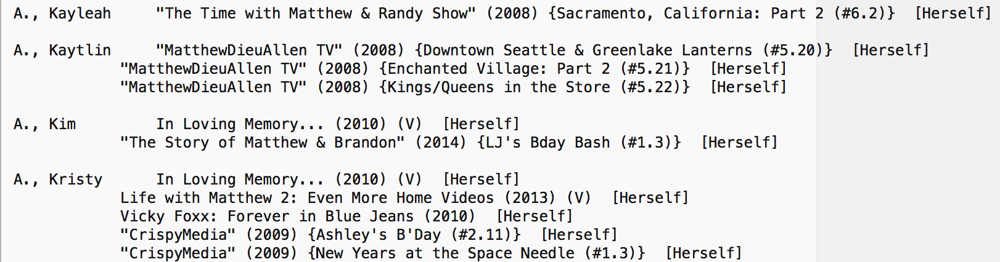 A., Kayleah "The Time with Matthew & Randy Show" (2008) {Sacramento, California: Part 2 (#6.2)} [Herself]
A., Kaytlin "MatthewDieuAllen TV" (2008) {Downtown Seattle & Greenlake Lanterns (#5.20)} [Herself]
"MatthewDieuAllen TV" (2008) {Enchanted Village: Part 2 (#5.21)} [Herself]
"MatthewDieuAllen TV" (2008) {Kings/Queens in the Store (#5.22)} [Herself]
A., Kim In Loving Memory... (2010) (V) [Herself]
"The Story of Matthew & Brandon" (2014) {LJ's Bday Bash (#1.3)} [Herself]
A., Kristy In Loving Memory... (2010) (V) [Herself]
Life with Matthew 2: Even More Home Videos (2013) (V) [Herself]
Vicky Foxx: Forever in Blue Jeans (2010) [Herself]
"CrispyMedia" (2009) {Ashley's B'Day (#2.11)} [Herself]
"CrispyMedia" (2009) {New Years at the Space Needle (#1.3)} [Herself]